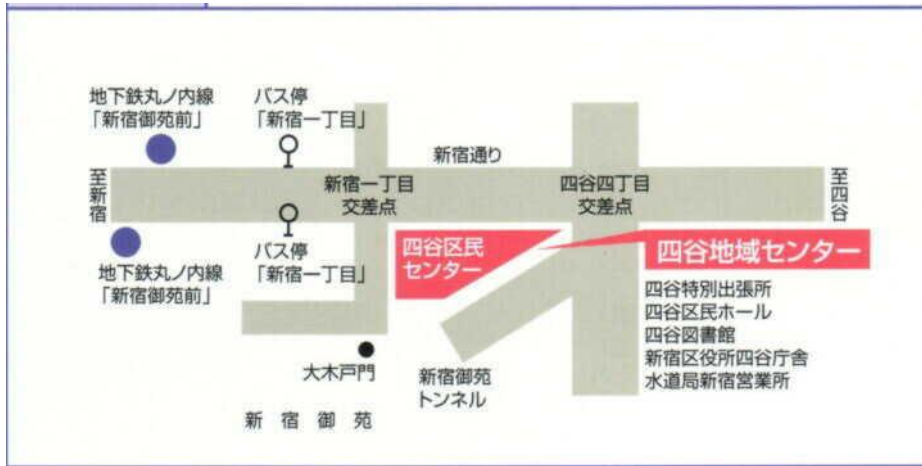 地下鉄丸ノ内線
「新宿御苑前」
バス停
「新宿一丁目」
新宿通り
至新宿
新宿一丁目
交差点
四谷四丁目
交差点
至四谷
地下鉄丸ノ内線
「新宿御苑前」
バス停
「新宿一丁目」
四谷区民
センター
四谷地域センター
四谷特別出張所
四谷区民ホール
四谷図書館
新宿区役所四谷庁舎
水道局新宿営業所
大木戸門
新宿御苑
トンネル
新宿御苑